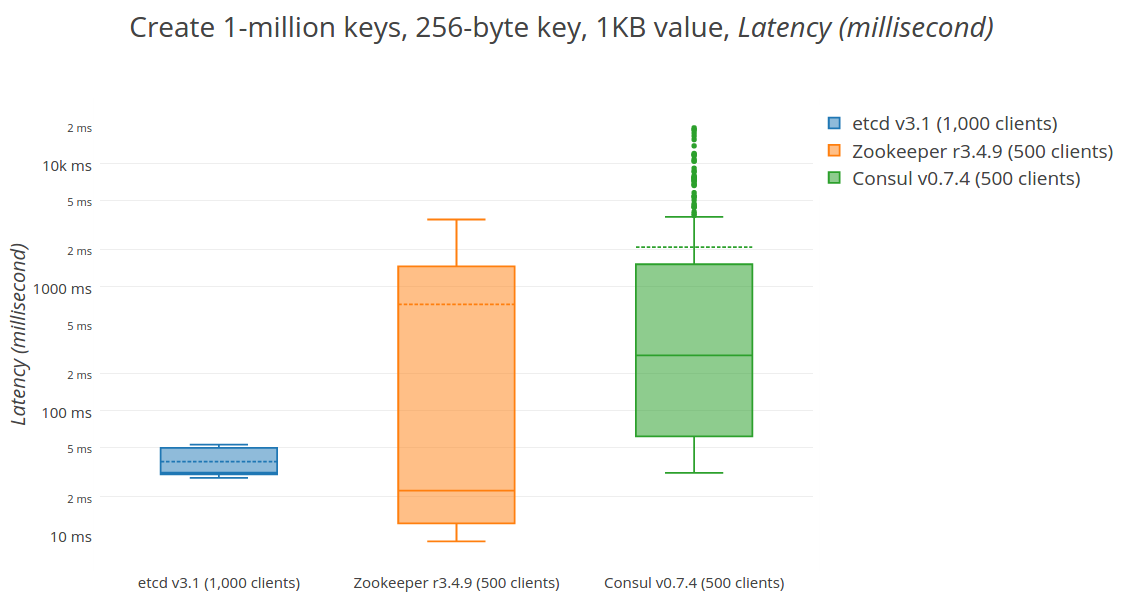 Create 1-million keys, 256-byte key, 1KB value, Latency (millisecond)
etcd v3.1 (1,000 clients)
Zookeeper r3.4.9 (500 clients)
Consul v0.7.4 (500 clients)
Latency (millisecond)
2 ms
10k ms
5 ms
2 ms
1000 ms
5 ms
2 ms
100 ms
5 ms
2 ms
10 ms
etcd v3.1 (1,000 clients)
Zookeeper r3.4.9 (500 clients)
Consul v0.7.4 (500 clients)